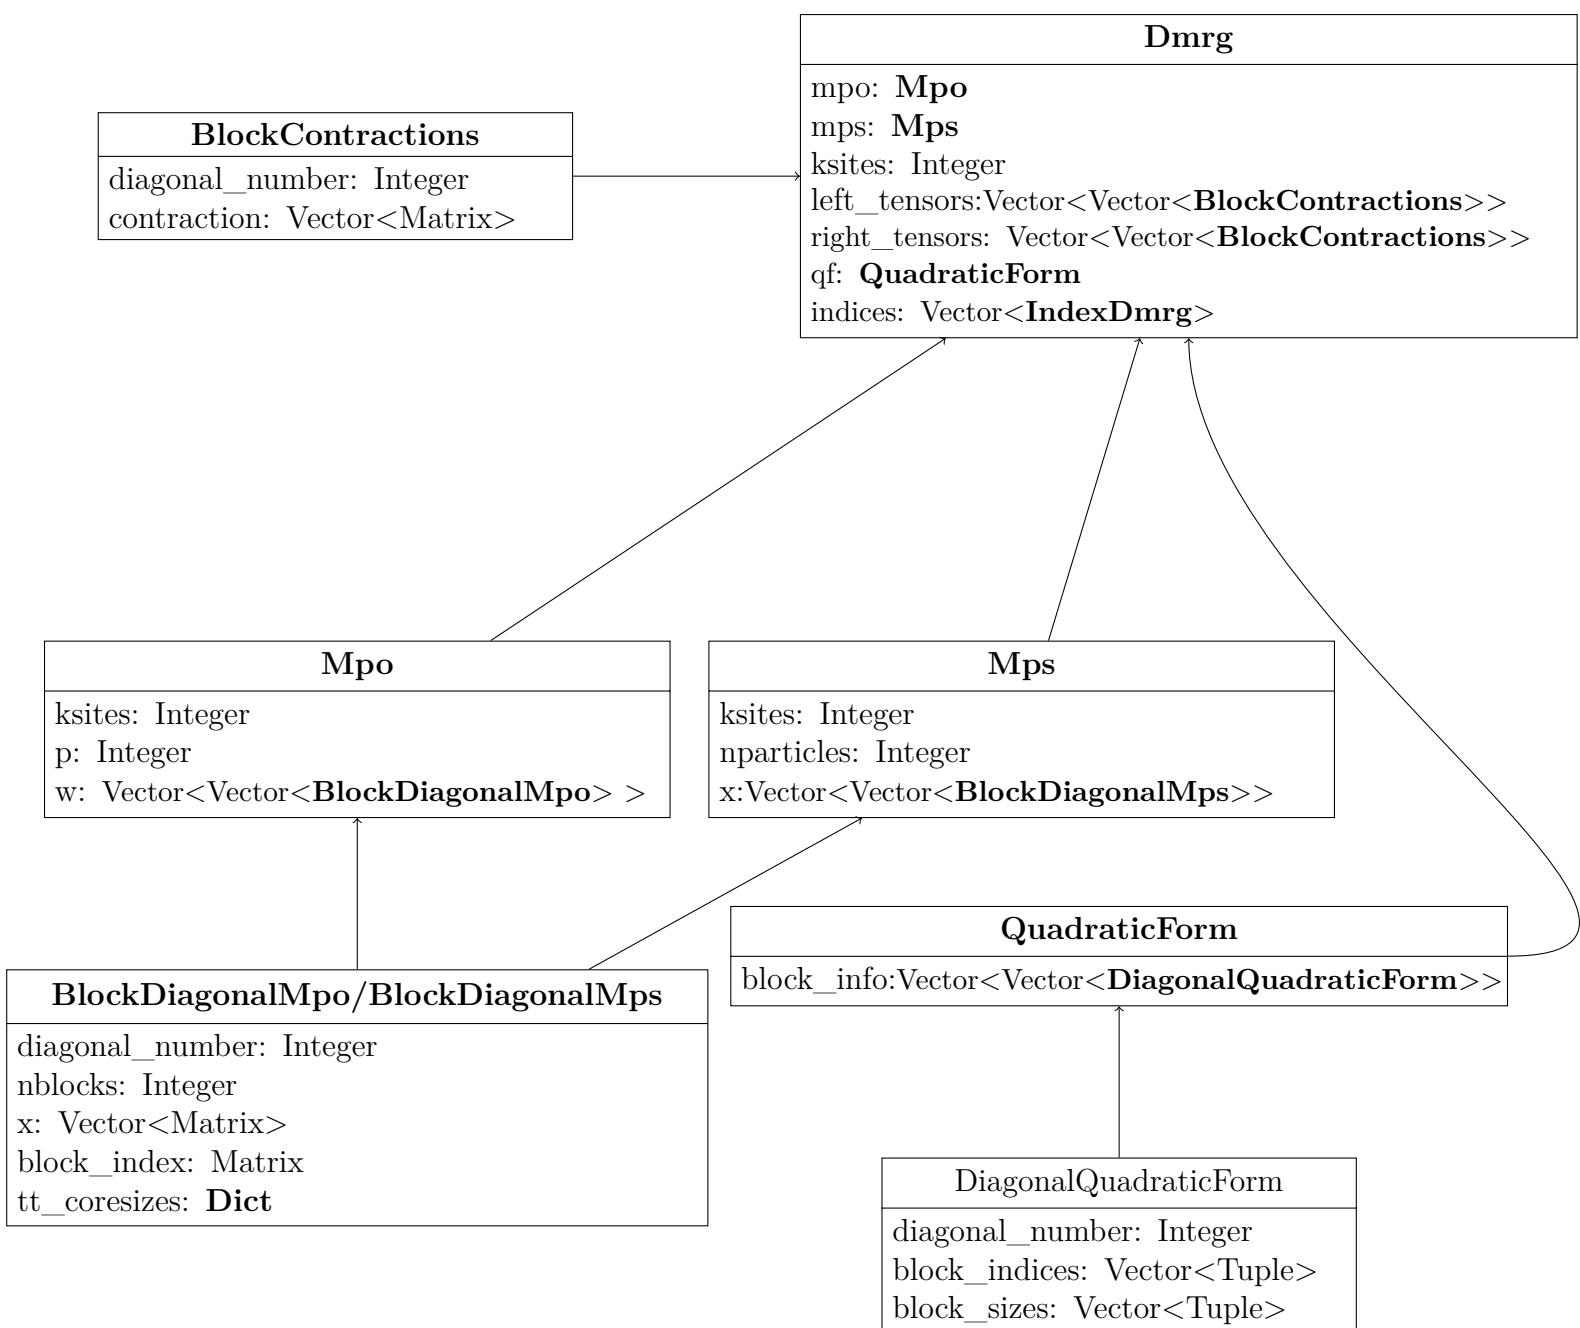 Dmrg
mpo: Mpo
mps: Mps
ksites: Integer
left_tensors:Vector<Vector<BlockContractions>>
right_tensors: Vector<Vector<BlockContractions>>
qf: QuadraticForm
indices: Vector<IndexDmrg>
BlockContractions
diagonal_number: Integer
contraction: Vector<Matrix>
Mpo
ksites: Integer
p: Integer
w: Vector<Vector<BlockDiagonalMpo> >
Mps
ksites: Integer
nparticles: Integer
x:Vector<Vector<BlockDiagonalMps>>
QuadraticForm
block_info:Vector<Vector<DiagonalQuadraticForm>>
BlockDiagonalMpo/BlockDiagonalMps
diagonal_number: Integer
nblocks: Integer
x: Vector<Matrix>
block_index: Matrix
tt_coresizes: Dict
DiagonalQuadraticForm
diagonal_number: Integer
block_indices: Vector<Tuple>
block_sizes: Vector<Tuple>